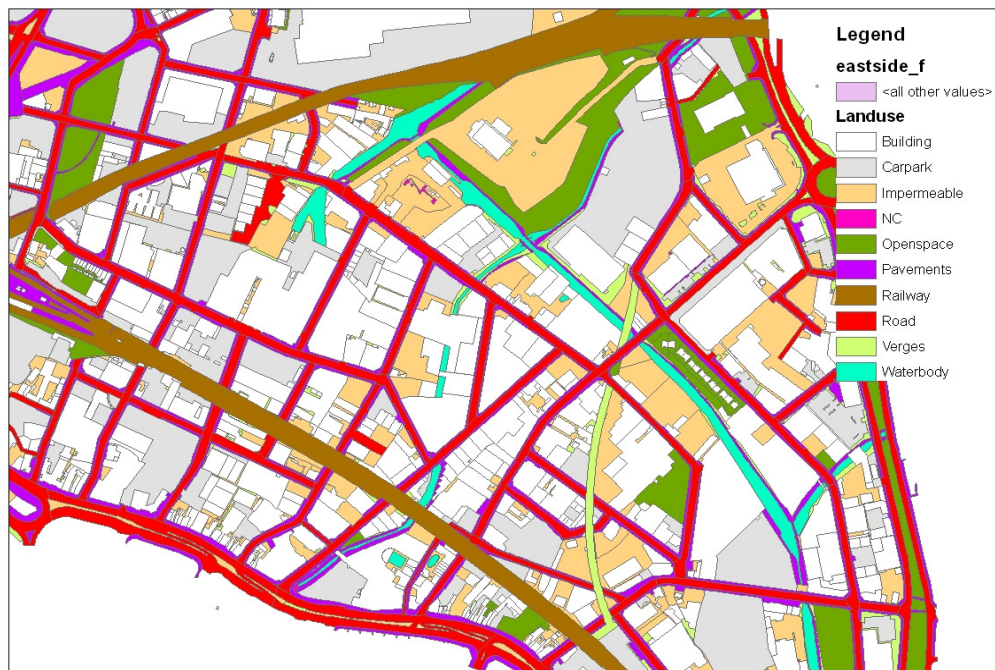 Legend
eastside_f
<all other values>
Landuse
Building
Carpark
Impermeable
NC
Openspace
Pavements
Railway
Road
Verges
Waterbody